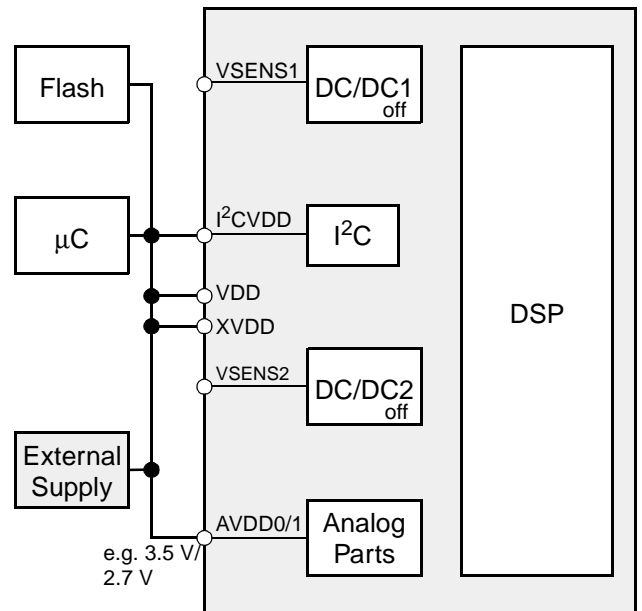 Flash
VSENS1
DC/DC1
off
μC
I²CVDD
I²C
VDD
XVDD
DSP
VSENS2
DC/DC2
off
External
Supply
AVDD0/1
Analog
Parts
e.g. 3.5 V/
2.7 V